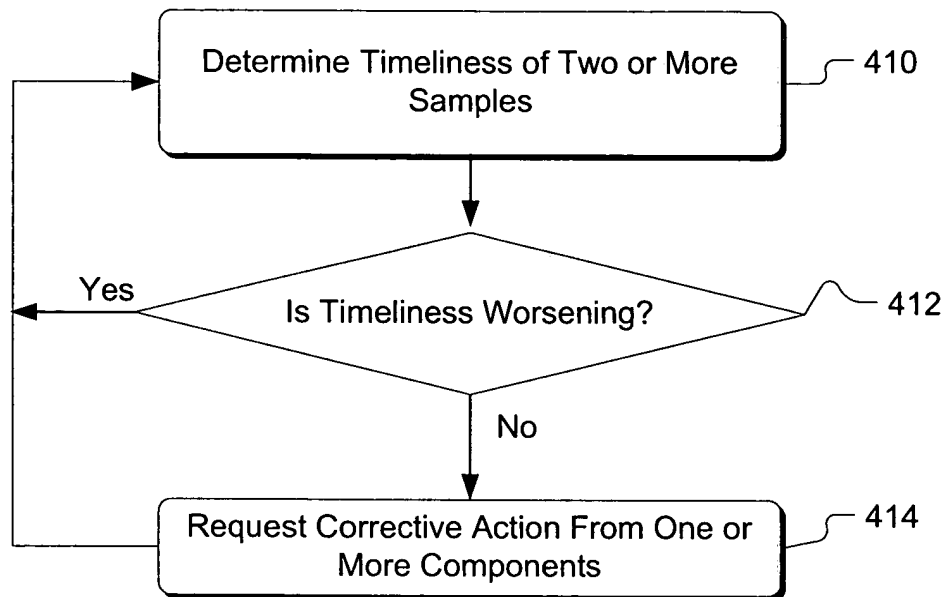 Determine Timeliness of Two or More
Samples
410
Yes
Is Timeliness Worsening?
412
No
Request Corrective Action From One or
More Components
414